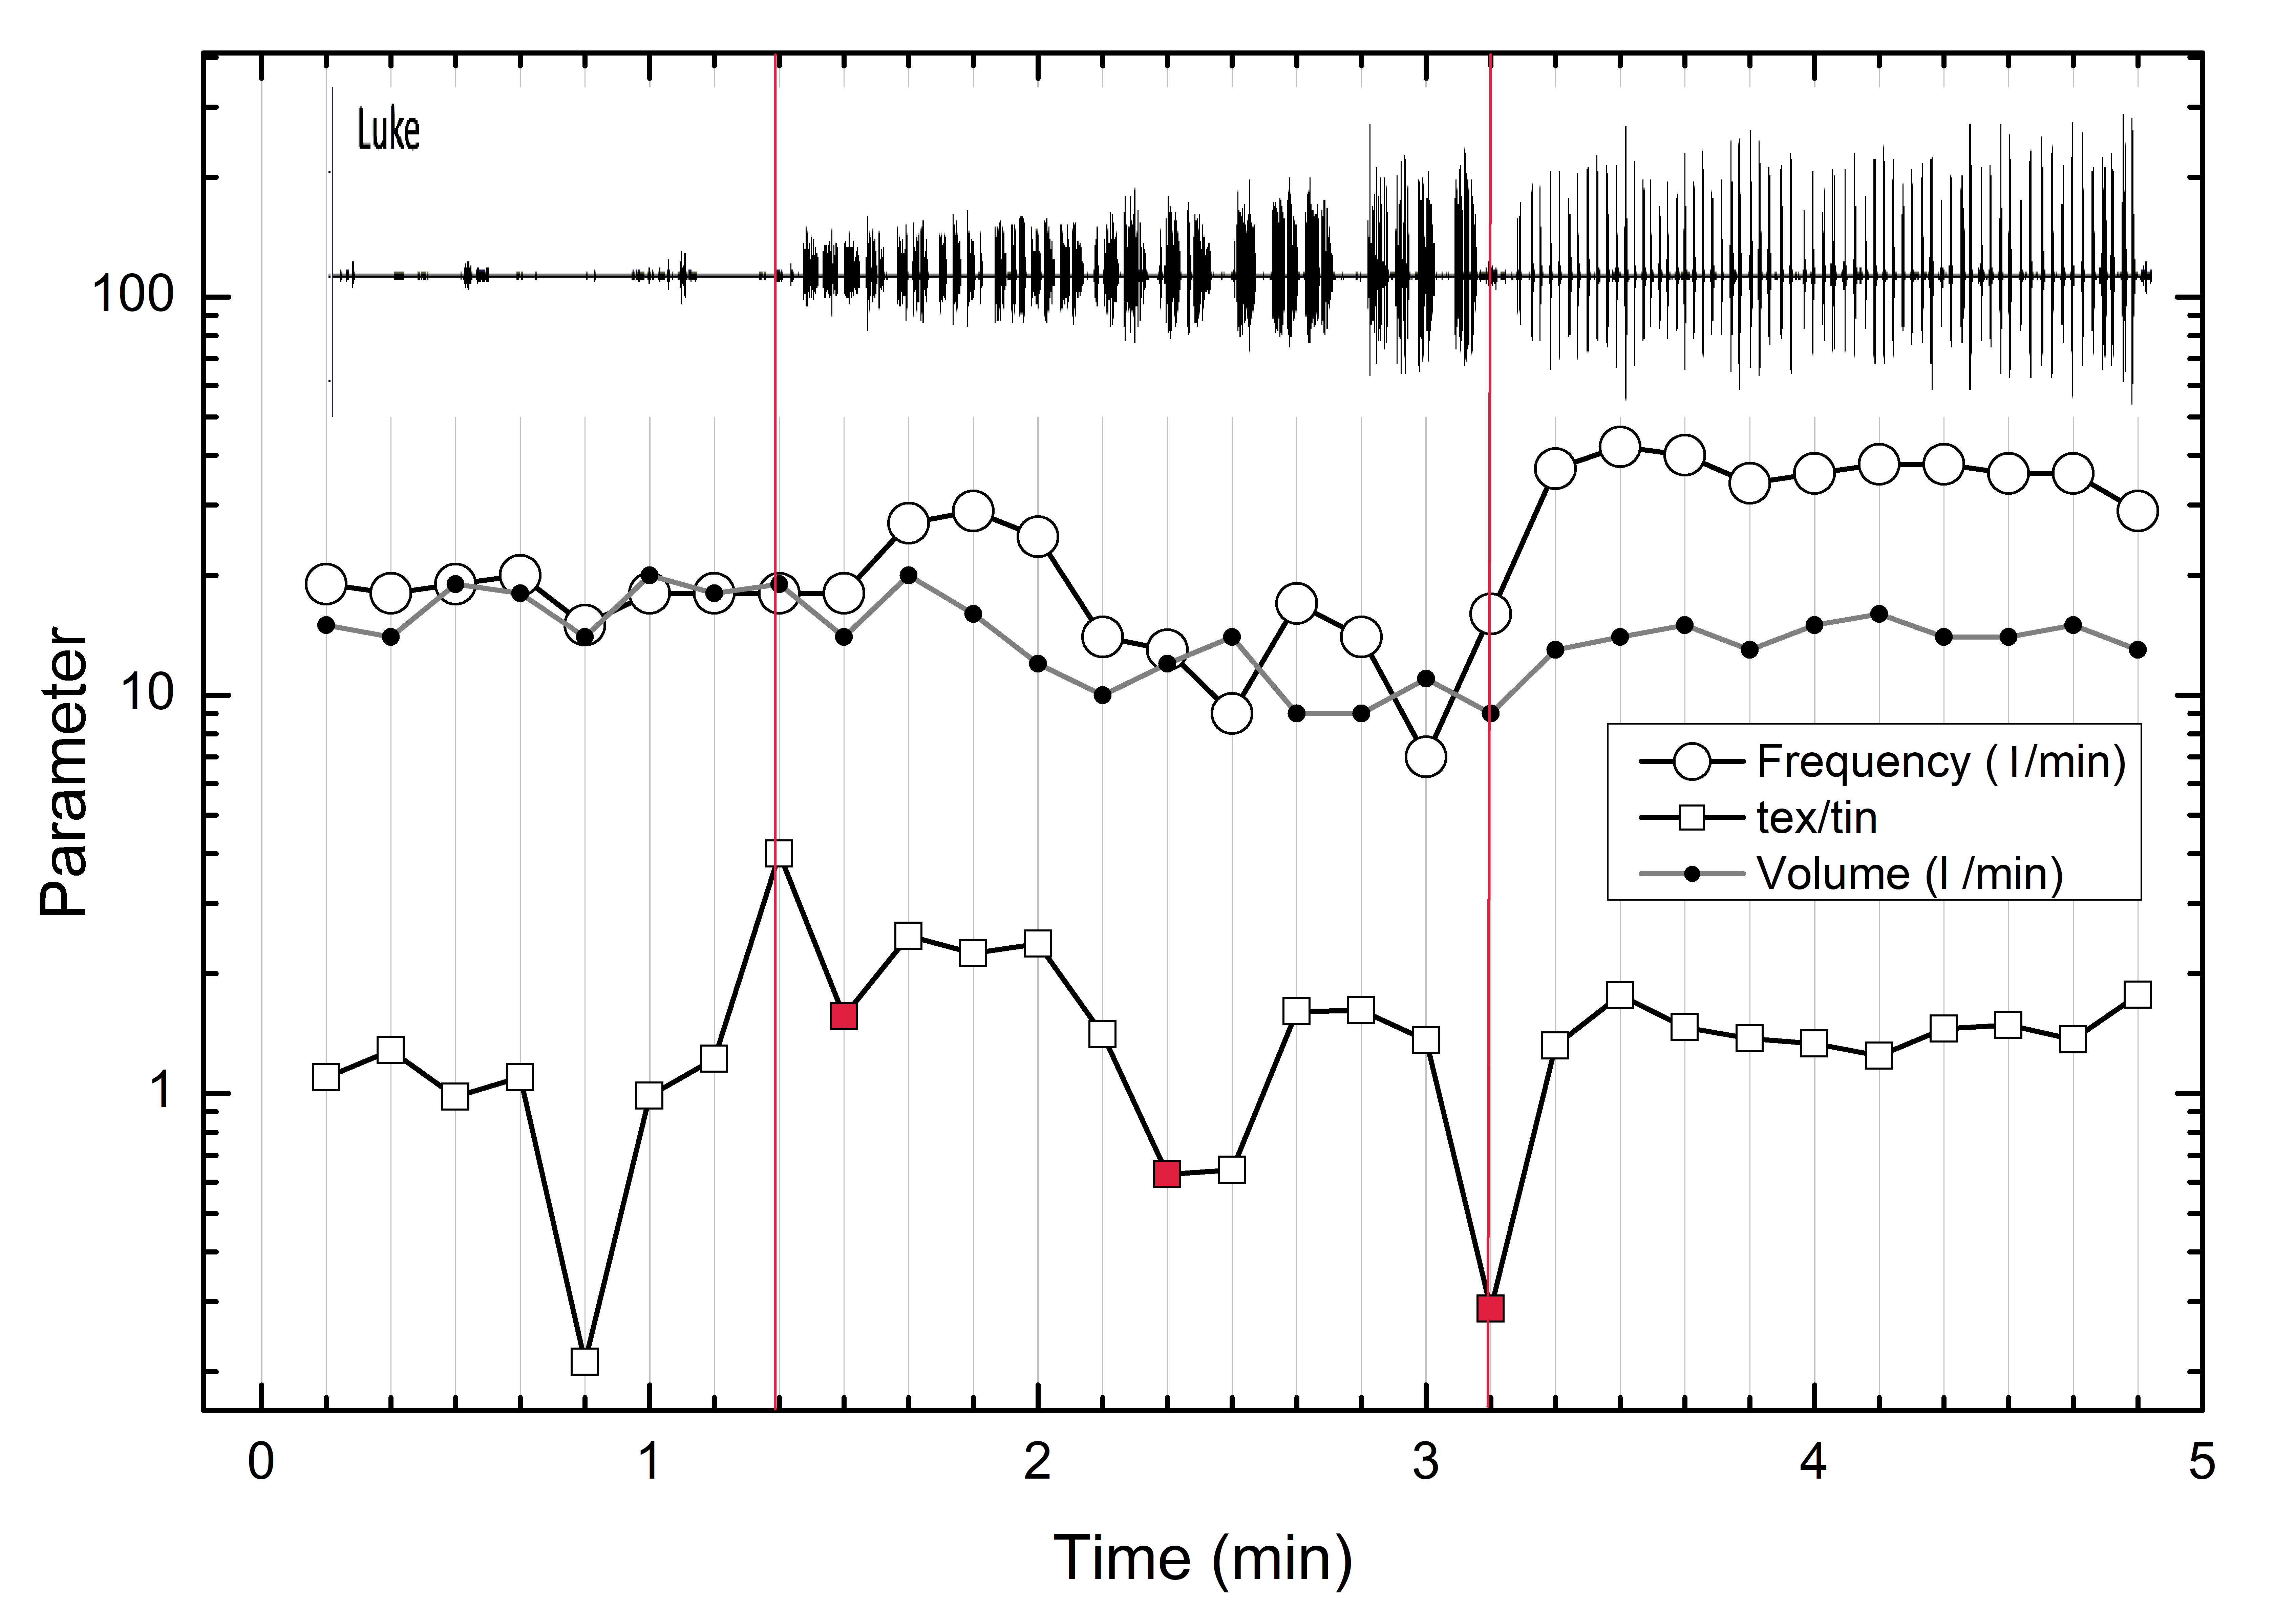 Luke
100
10
1
Parameter
Frequency ( l/min)
tex/tin
Volume (l /min)
0 1 2 3 4 5
Time (min)